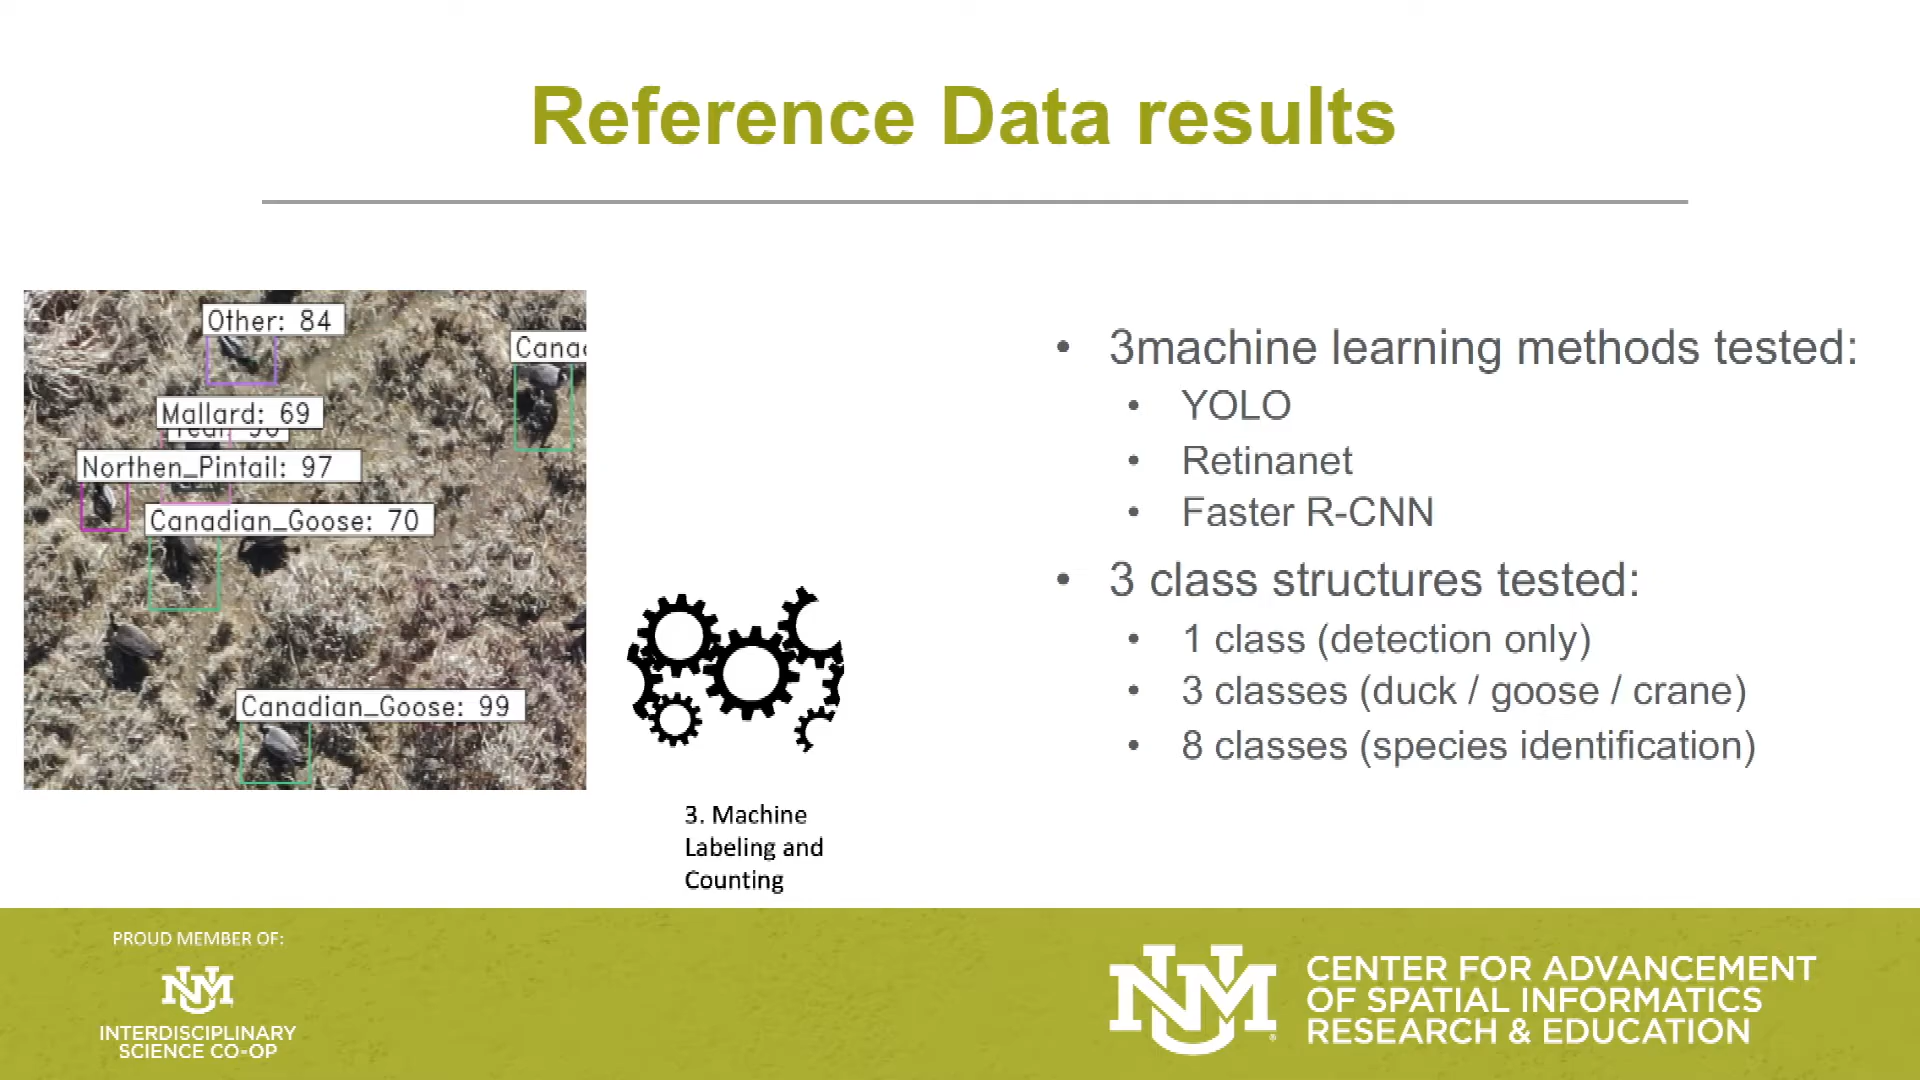 Reference Data results
Other: 84
Mallard: 69
Northen_Pintail: 97
Canadian_Goose: 70
Canadian_Goose: 99
3. Machine
Labeling and
Counting
• 3machine learning methods tested:
• YOLO
• Retinanet
• Faster R-CNN
• 3 class structures tested:
• 1 class (detection only)
• 3 classes (duck / goose / crane)
• 8 classes (species identification)
PROUD MEMBER OF:
UNM
INTERDISCIPLINARY
SCIENCE CO-OP
UNM
CENTER FOR ADVANCEMENT
OF SPATIAL INFORMATICS
RESEARCH & EDUCATION